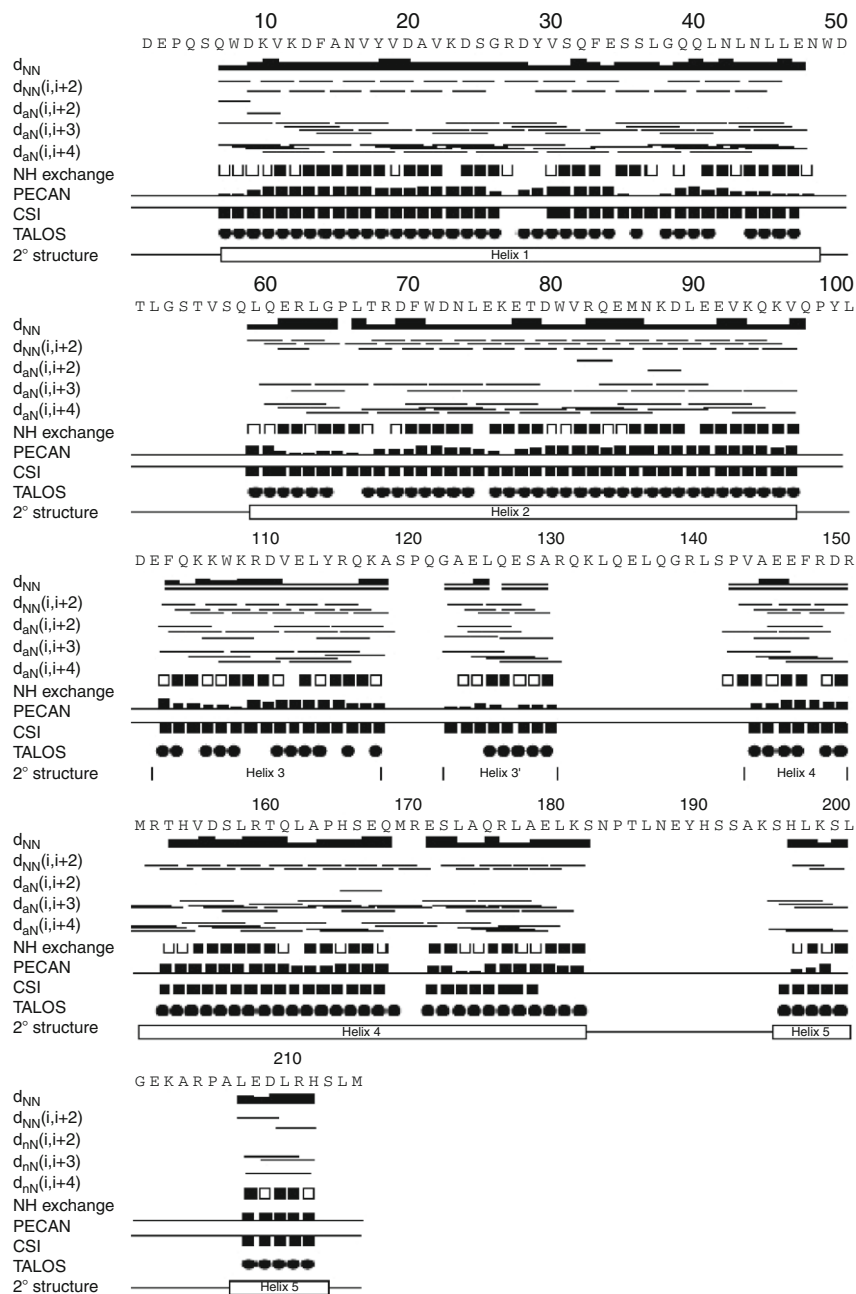 10 20 30 40 50
DEPQSQWDKVKDFANVYVDAVKDSGRDYVSQFESSLGQQLNLNLLENWD
dNN
dNN(i,i+2)
daN(i,i+2)
daN(i,i+3)
daN(i,i+4)
NH exchange
PECAN
CSI
TALOS
2° structure Helix 1
60 70 80 90 100
TLGSTVSQLQERLGPLTRDFWDNLEKETDWVRQEMNKDLEEVKQKVQPYL
dNN
dNN(i,i+2)
daN(i,i+2)
daN(i,i+3)
daN(i,i+4)
NH exchange
PECAN
CSI
TALOS
2° structure Helix 2
110 120 130 140 150
DEFQKKWKRDVELYRQKASPQGAELQESARQKLQELQGRLSPVAEEFRDR
dNN
dNN(i,i+2)
daN(i,i+2)
daN(i,i+3)
daN(i,i+4)
NH exchange
PECAN
CSI
TALOS
2° structure Helix 3 Helix 3' Helix 4
160 170 180 190 200
MRTHVDSLRTQLAPHSEQMRESLAQRLAELKSNPTLNEYHSSAKSHLKSL
dNN
dNN(i,i+2)
daN(i,i+2)
daN(i,i+3)
daN(i,i+4)
NH exchange
PECAN
CSI
TALOS
2° structure Helix 4 Helix 5
210
GEKARPALEDLRHSLM
dNN
dNN(i,i+2)
dnN(i,i+2)
dnN(i,i+3)
dnN(i,i+4)
NH exchange
PECAN
CSI
TALOS
2° structure Helix 5